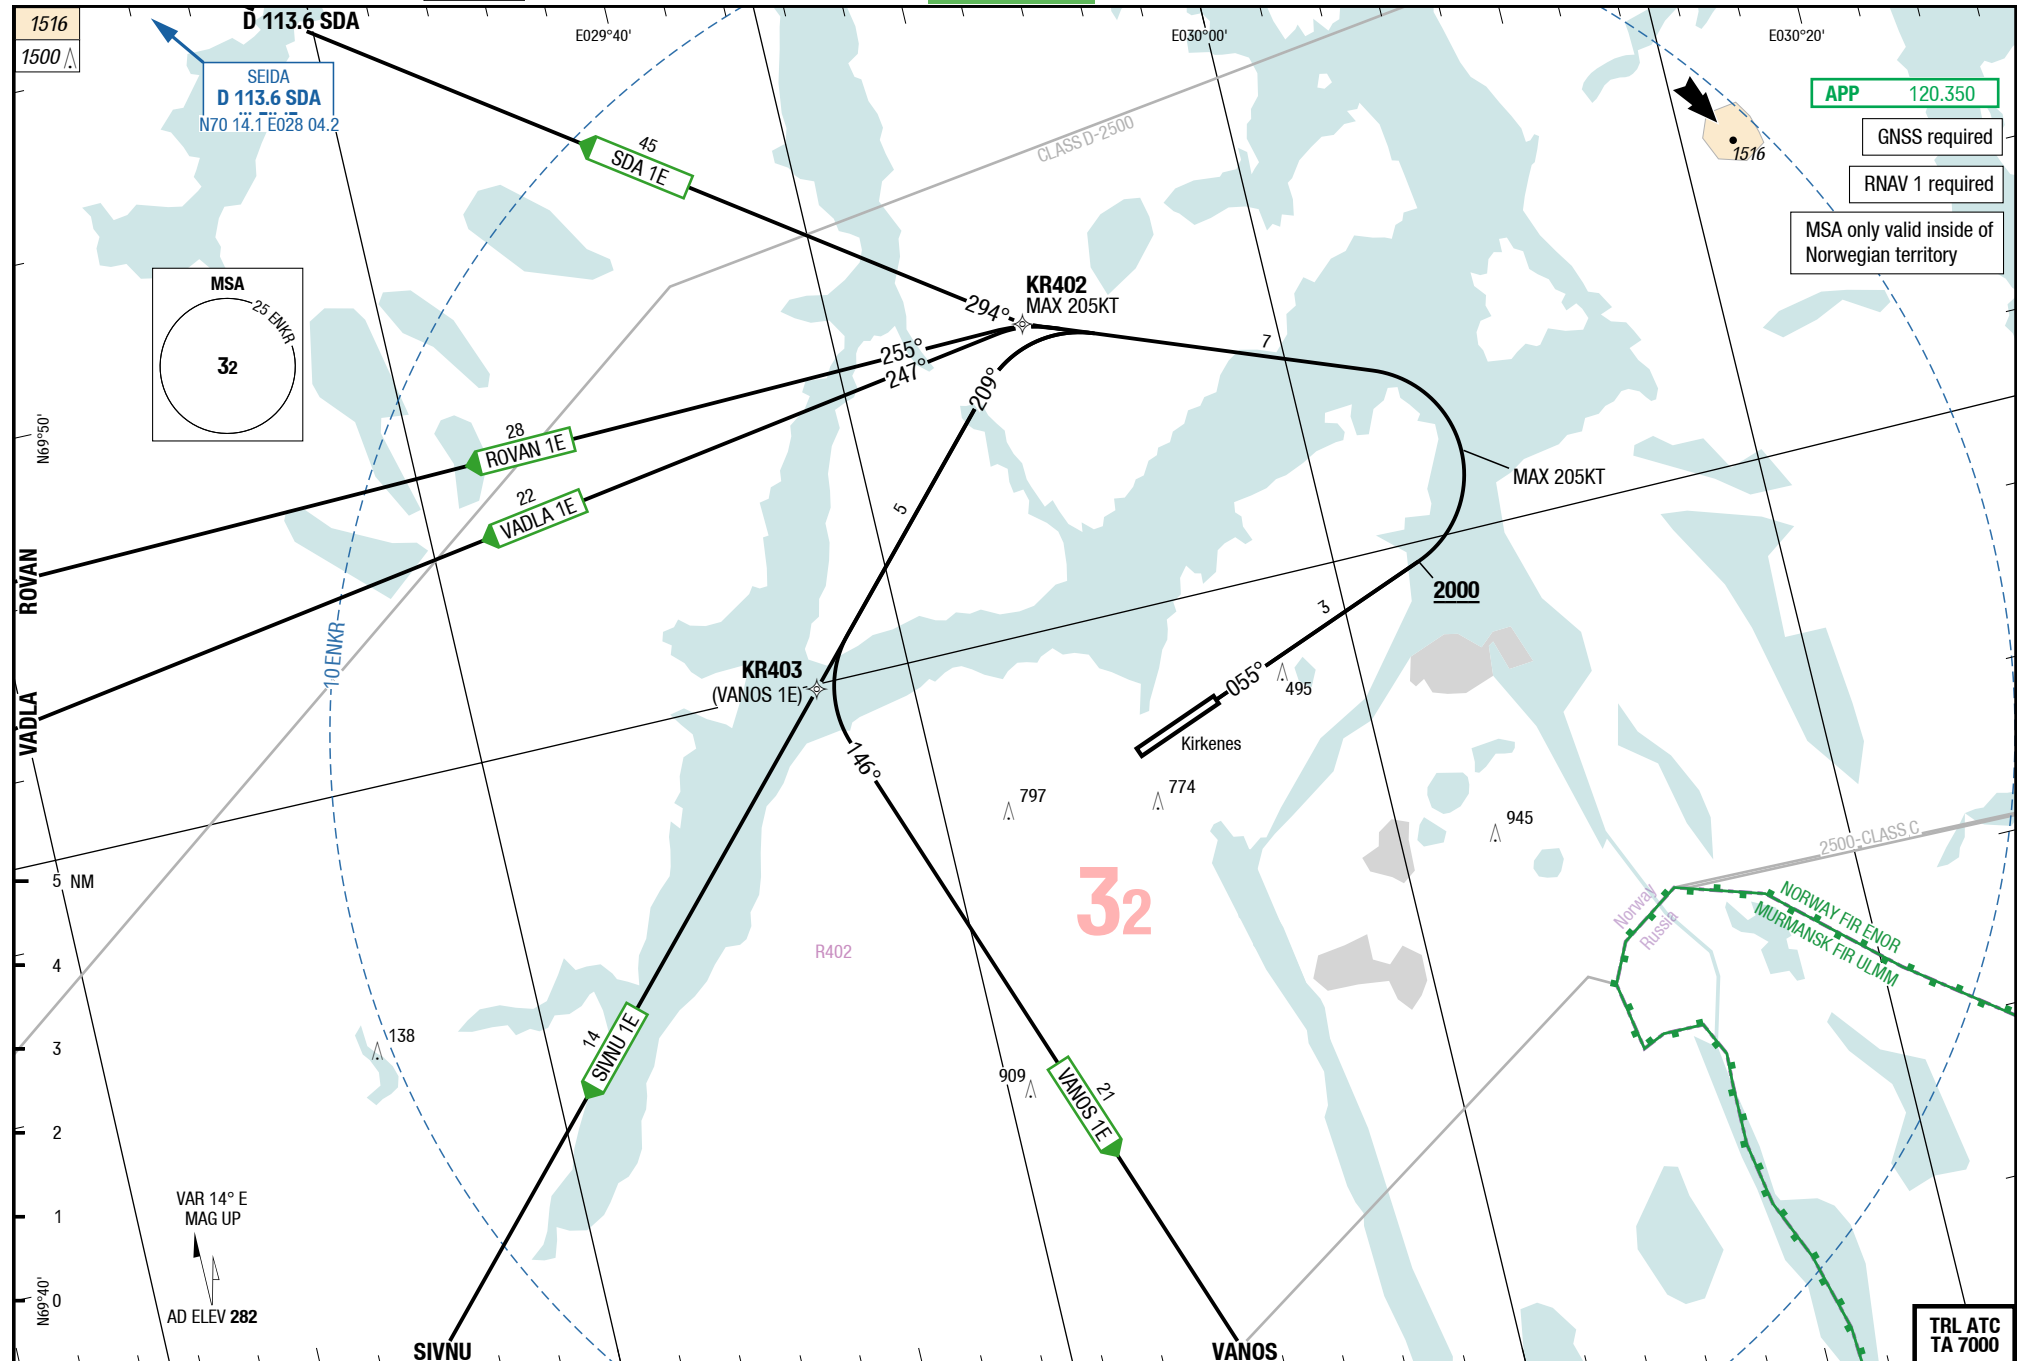 1516
1500
D 113.6 SDA
SEIDA
D 113.6 SDA
N70 14.1 E028 04.2
E029°40'
E030°00'
E030°20'
APP 120.350
GNSS required
RNAV 1 required
MSA only valid inside of
Norwegian territory
1516
CLASS D-2500
45
SDA 1E
MSA
25 ENKR
32
KR402
MAX 205KT
294°
255°
247°
209°
7
28
ROVAN 1E
22
VADLA 1E
5
MAX 205KT
2000
3
055°
495
Kirkenes
N69°50'
ROVAN
VADLA
10 ENKR
KR403
(VANOS 1E)
146°
797
774
945
32
R402
2500-CLASS C
Norway
Russia
NORWAY FIR ENOR
MURMANSK FIR ULMM
5 NM
4
3
2
1
0
138
909
14
SIVNU 1E
21
VANOS 1E
VAR 14° E
MAG UP
AD ELEV 282
N69°40'
SIVNU
VANOS
TRL ATC
TA 7000